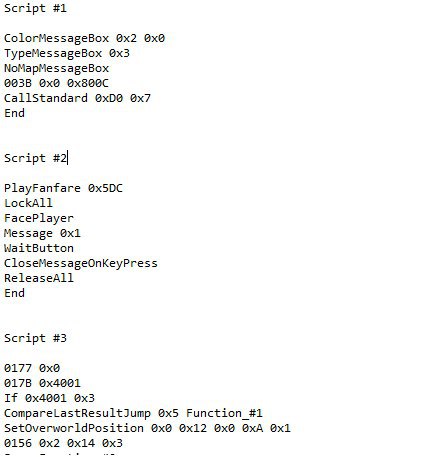 Script #1
ColorMessageBox 0x2 0x0
TypeMessageBox 0x3
NoMapMessageBox
003B 0x0 0x800C
CallStandard 0xD0 0x7
End
Script #2
PlayFanfare 0x5DC
LockAll
FacePlayer
Message 0x1
WaitButton
CloseMessageOnKeyPress
ReleaseAll
End
Script #3
0177 0x0
017B 0x4001
If 0x4001 0x3
CompareLastResultJump 0x5 Function_#1
SetOverworldPosition 0x0 0x12 0x0 0xA 0x1
0156 0x2 0x14 0x3